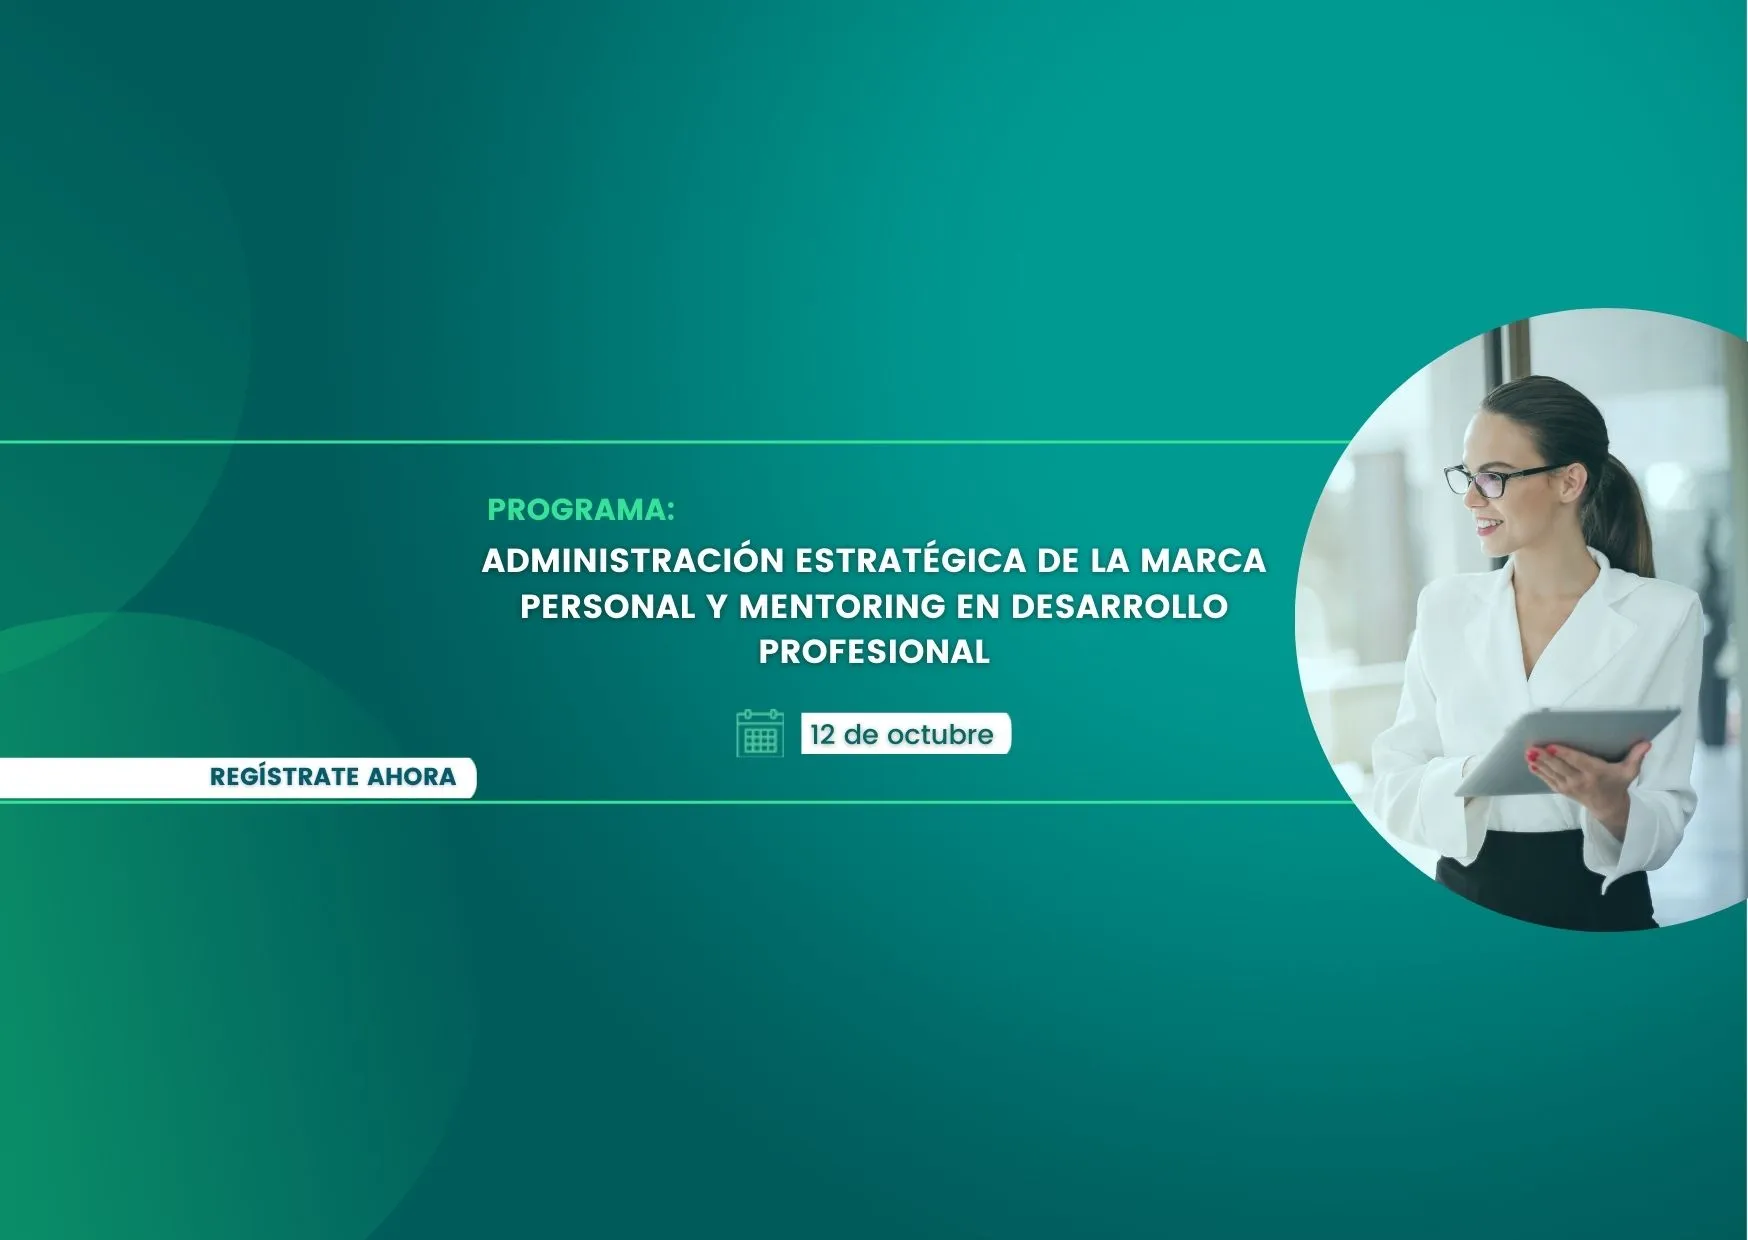 PROGRAMA:
ADMINISTRACIÓN ESTRATÉGICA DE LA MARCA
PERSONAL Y MENTORING EN DESARROLLO
PROFESIONAL
12 de octubre
REGÍSTRATE AHORA